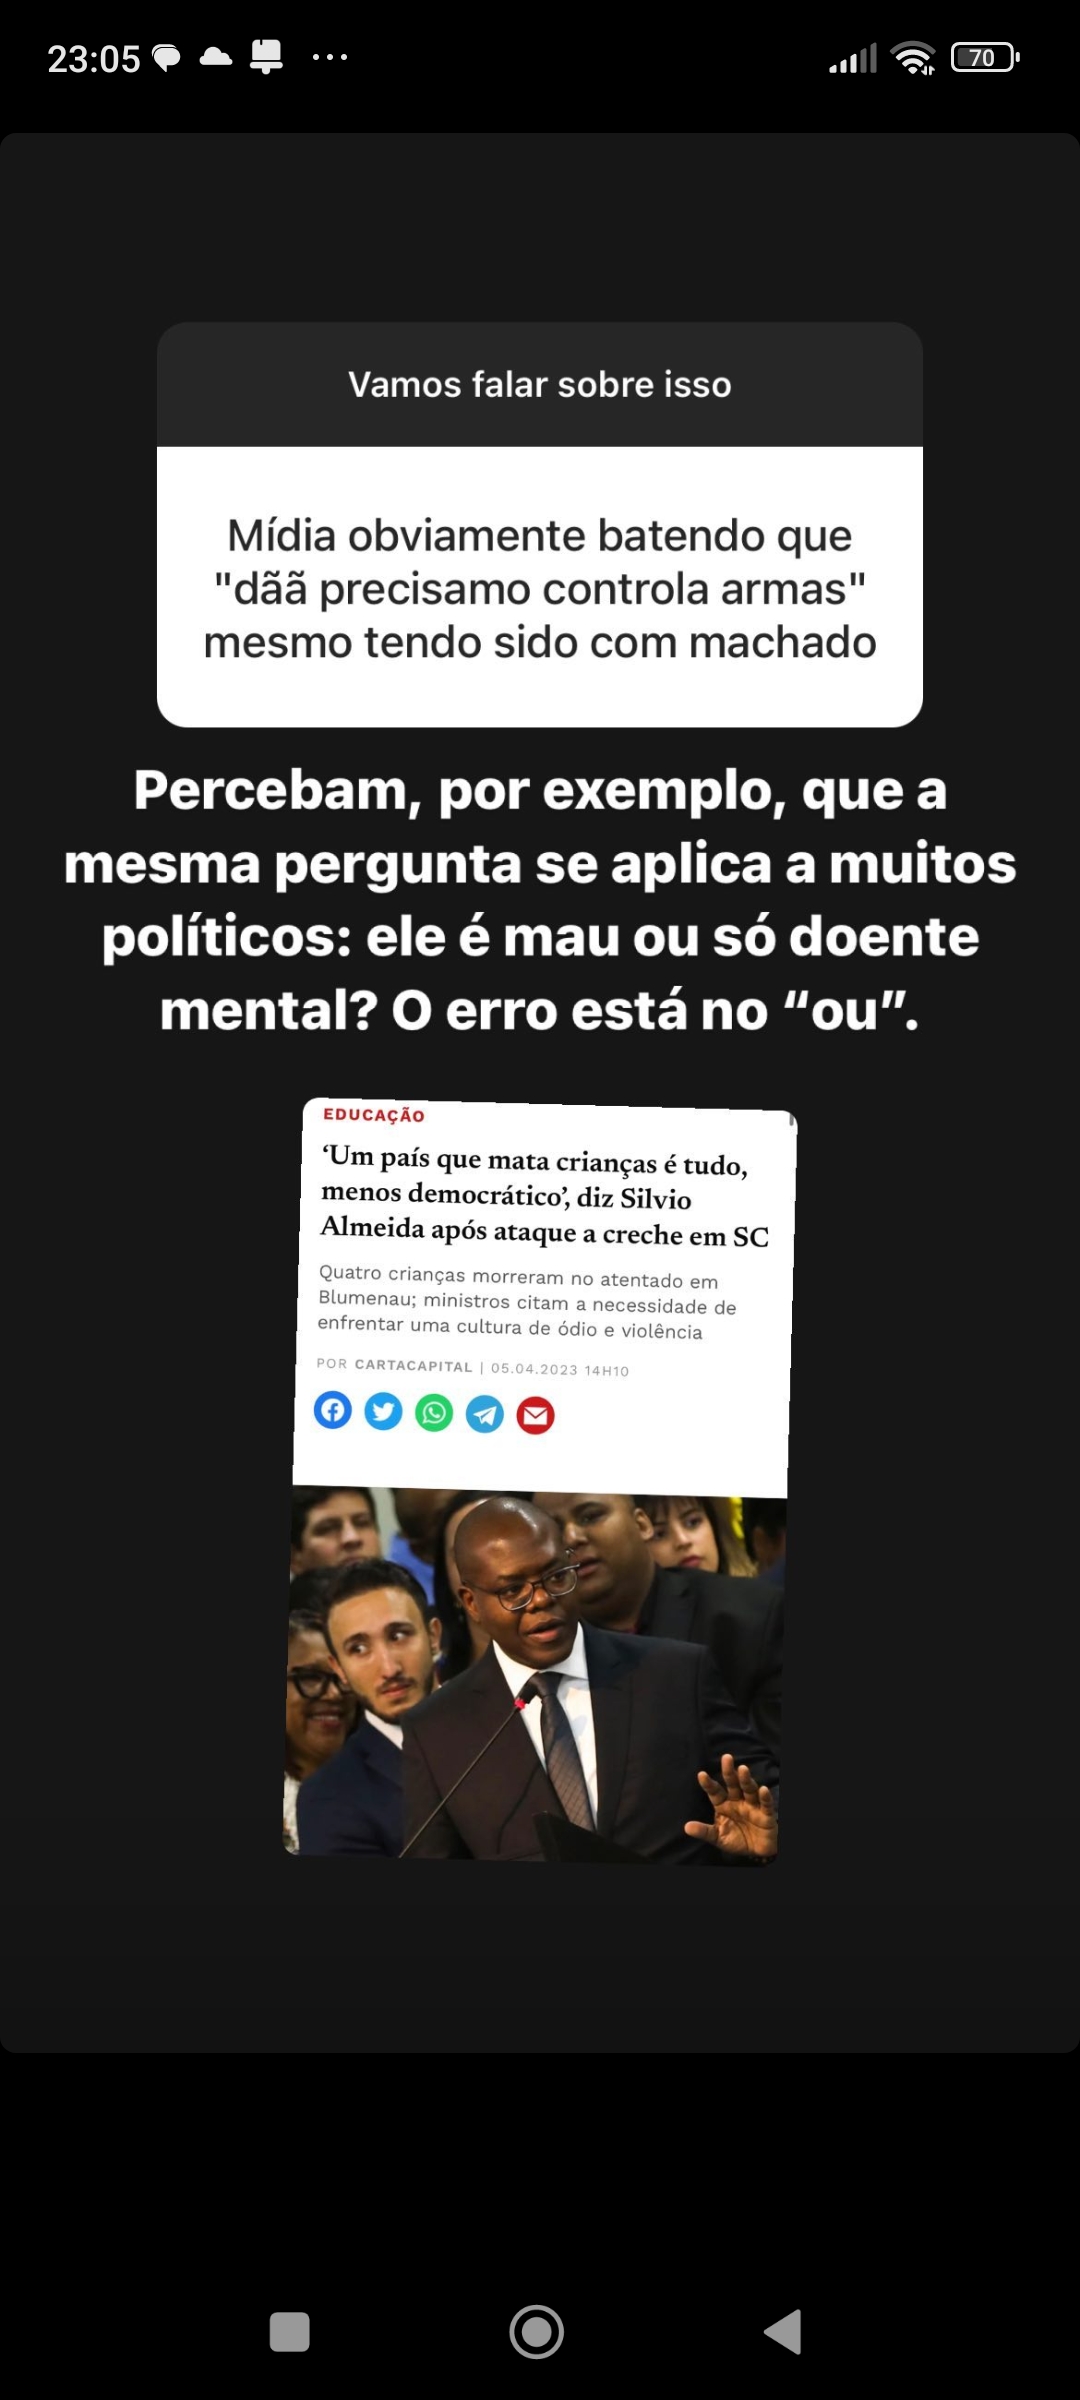 23:05
70
Vamos falar sobre isso
Mídia obviamente batendo que
"dãã precisamo controla armas"
mesmo tendo sido com machado
Percebam, por exemplo, que a
mesma pergunta se aplica a muitos
políticos: ele é mau ou só doente
mental? O erro está no “ou”.
EDUCAÇÃO
‘Um país que mata crianças é tudo,
menos democrático’, diz Silvio
Almeida após ataque a creche em SC
Quatro crianças morreram no atentado em
Blumenau; ministros citam a necessidade de
enfrentar uma cultura de ódio e violência
POR CARTACAPITAL | 05.04.2023 14H10